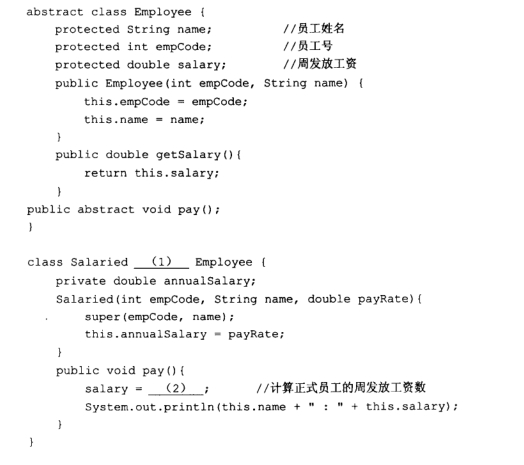 abstract class Employee {
    protected String name;          //员工姓名
    protected int empCode;          //员工号
    protected double salary;        //周发放工资
    public Employee(int empCode, String name) {
        this.empCode = empCode;
        this.name = name;
    }
    public double getSalary(){
        return this.salary;
    }
public abstract void pay();
}

class Salaried (1) Employee {
    private double annualSalary;
    Salaried(int empCode, String name, double payRate){
        super(empCode, name);
        this.annualSalary = payRate;
    }
    public void pay(){
        salary = (2) ;        //计算正式员工的周发放工资数
        System.out.println(this.name + " : " + this.salary);
    }
}